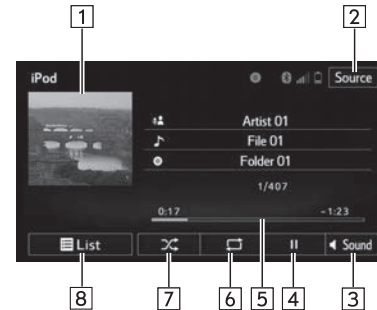 1 2
iPod Source
Artist 01
File 01
Folder 01
1/407
0:17 -1:23
List Sound
8 7 6 5 4 3